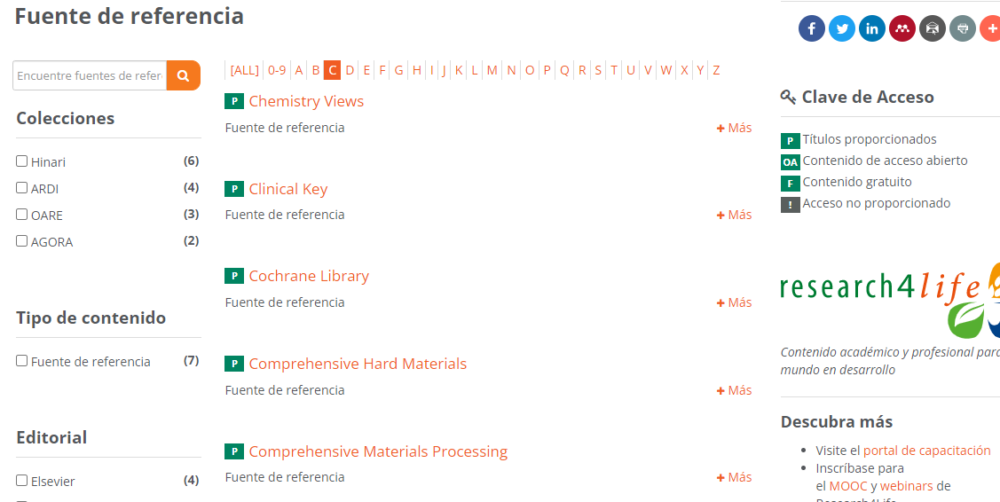 Fuente de referencia
Encuentre fuentes de refer
Colecciones
Hinari (6)
ARDI (4)
OARE (3)
AGORA (2)
Tipo de contenido
Fuente de referencia (7)
Editorial
Elsevier (4)
[ALL] 0-9 A B C D E F G H I J K L M N O P Q R S T U V W X Y Z
P Chemistry Views
Fuente de referencia + Más
P Clinical Key
Fuente de referencia + Más
P Cochrane Library
Fuente de referencia + Más
P Comprehensive Hard Materials
Fuente de referencia + Más
P Comprehensive Materials Processing
Fuente de referencia + Más
Clave de Acceso
P Títulos proporcionados
OA Contenido de acceso abierto
F Contenido gratuito
! Acceso no proporcionado
research4life
Contenido académico y profesional para
mundo en desarrollo
Descubra más
Visite el portal de capacitación
Inscríbase para
el MOOC y webinars de
Research4Life